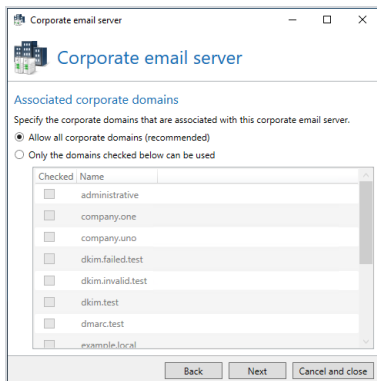 Corporate email server
Corporate email server
Associated corporate domains
Specify the corporate domains that are associated with this corporate email server.
Allow all corporate domains (recommended)
Only the domains checked below can be used
Checked Name
administrative
company.one
company.uno
dkim.failed.test
dkim.invalid.test
dkim.test
dmarc.test
example.local
Back Next Cancel and close